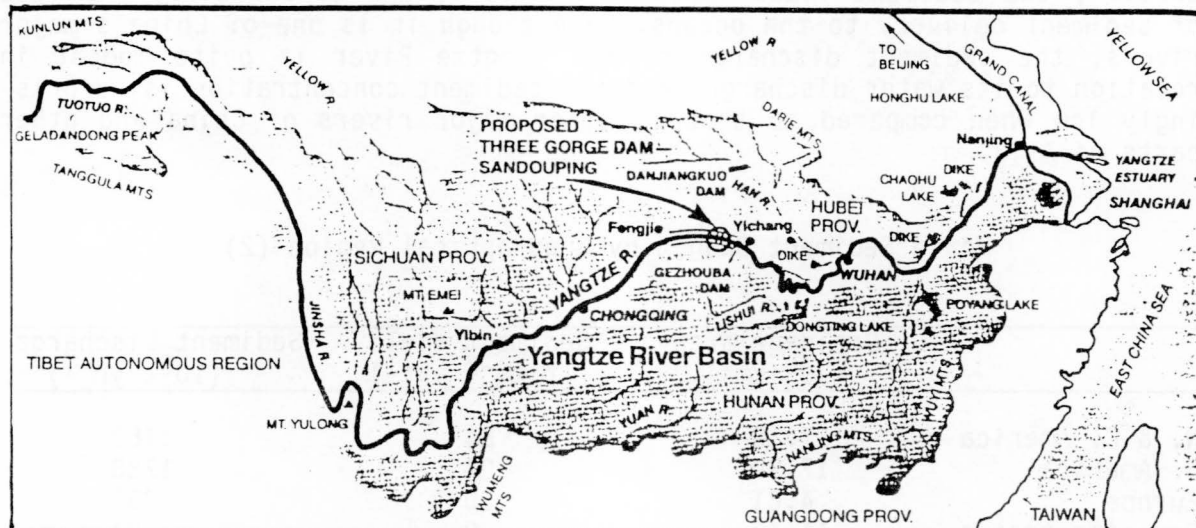 KUNLUN MTS.
TUOTUO R.
GELADANDONG PEAK
TANGGULA MTS
YELLOW R.
TIBET AUTONOMOUS REGION
JINSHA R.
MT. YULONG
SICHUAN PROV.
MT. EMEI
Yibin
WUMENG
MTS
PROPOSED
THREE GORGE DAM
SANDOUPING
Fengjie
YANGTZE R.
CHONGQING
Yangtze River Basin
YELLOW
DANJIANGKUO
DAM
HAN R.
Yichang
GEZHOUBA
DAM
LISHUI R.
DIKE
HUBEI
PROV.
WUHAN
DONGTING LAKE
YUAN R.
HUNAN PROV.
NANLING MTS.
GUANGDONG PROV.
TO
BEIJING
GRAND CANAL
HONGHU LAKE
Nanjing
CHAOHU
LAKE
DIKE
DIKE
POYANG LAKE
WUYI MTS.
YELLOW SEA
YANGTZE
ESTUARY
SHANGHAI
EAST CHINA SEA
TAIWAN